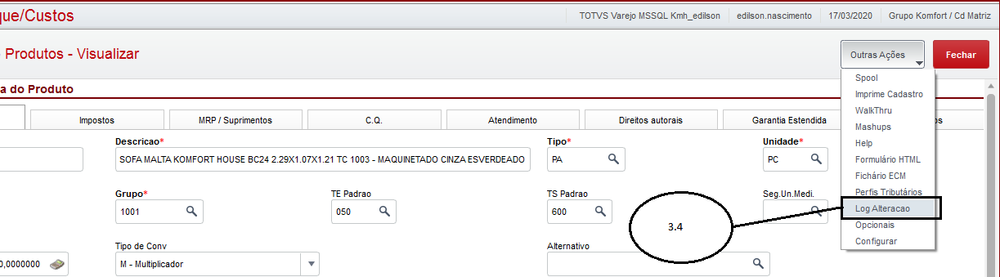 que/Custos
TOTVS Varejo MSSQL Kmh_edilson edilson.nascimento 17/03/2020 Grupo Komfort / Cd Matriz
Produtos - Visualizar
Outras Ações Fechar
a do Produto
Impostos MRP / Suprimentos C.Q. Atendimento Direitos autorais Garantia Estendida os
Descricao* Tipo* Unidade*
SOFA MALTA KOMFORT HOUSE BC24 2.29X1.07X1.21 TC 1003 - MAQUINETADO CINZA ESVERDEADO PA PC
Grupo* TE Padrao TS Padrao Seg.Un.Medi.
1001 050 600
Tipo de Conv Alternativo
0,0000000 M - Multiplicador
Spool
Imprime Cadastro
WalkThru
Mashups
Help
Formulário HTML
Fichário ECM
Perfis Tributários
Log Alteracao
Opcionais
Configurar
3.4